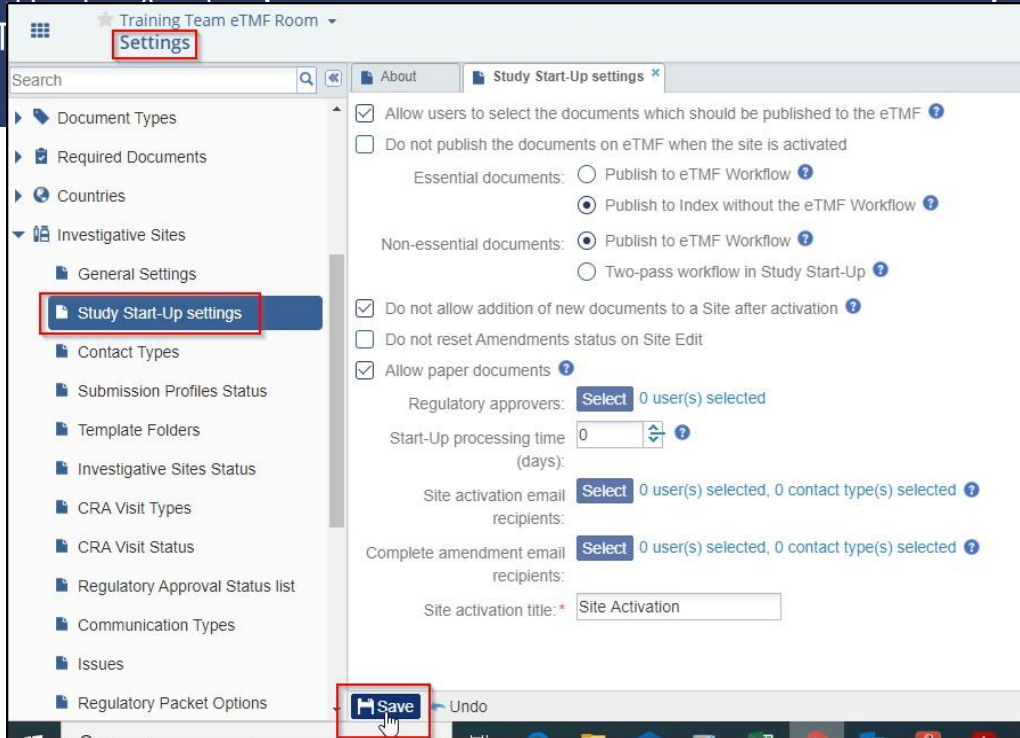 Training Team eTMF Room
Settings
Search
About
Study Start-Up settings
Document Types
Required Documents
Countries
Investigative Sites
General Settings
Study Start-Up settings
Contact Types
Submission Profiles Status
Template Folders
Investigative Sites Status
CRA Visit Types
CRA Visit Status
Regulatory Approval Status list
Communication Types
Issues
Regulatory Packet Options
Allow users to select the documents which should be published to the eTMF
Do not publish the documents on eTMF when the site is activated
Essential documents: Publish to eTMF Workflow
Publish to Index without the eTMF Workflow
Non-essential documents: Publish to eTMF Workflow
Two-pass workflow in Study Start-Up
Do not allow addition of new documents to a Site after activation
Do not reset Amendments status on Site Edit
Allow paper documents
Regulatory approvers: Select 0 user(s) selected
Start-Up processing time 0
(days):
Site activation email Select 0 user(s) selected, 0 contact type(s) selected
recipients:
Complete amendment email Select 0 user(s) selected, 0 contact type(s) selected
recipients:
Site activation title:* Site Activation
Save Undo